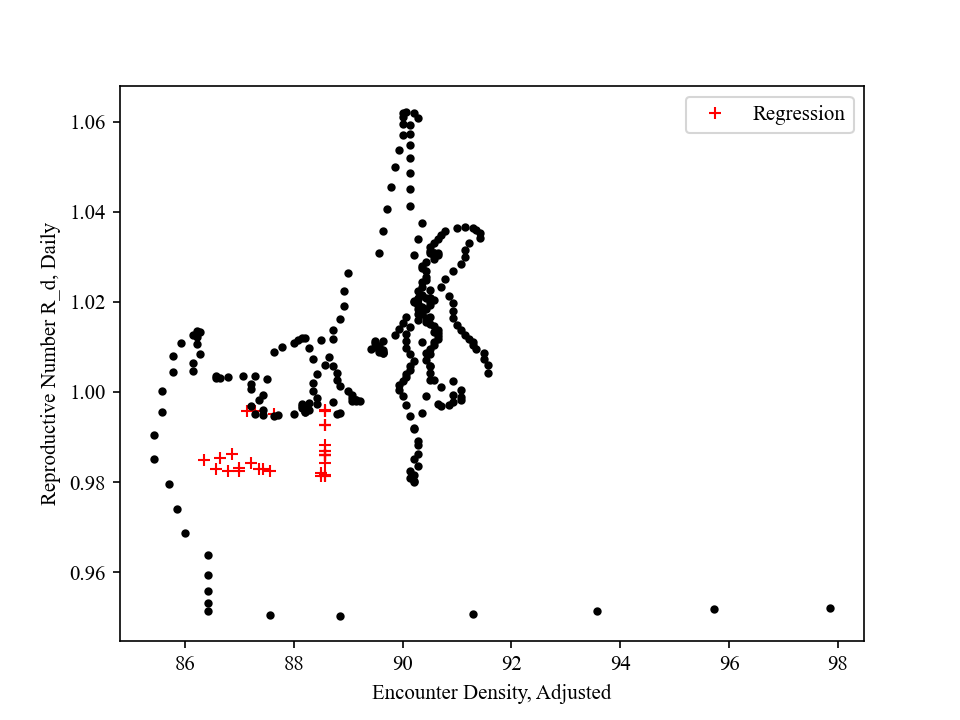 Regression
1.06
1.04
1.02
1.00
0.98
0.96
Reproductive Number R_d, Daily
86 88 90 92 94 96 98
Encounter Density, Adjusted